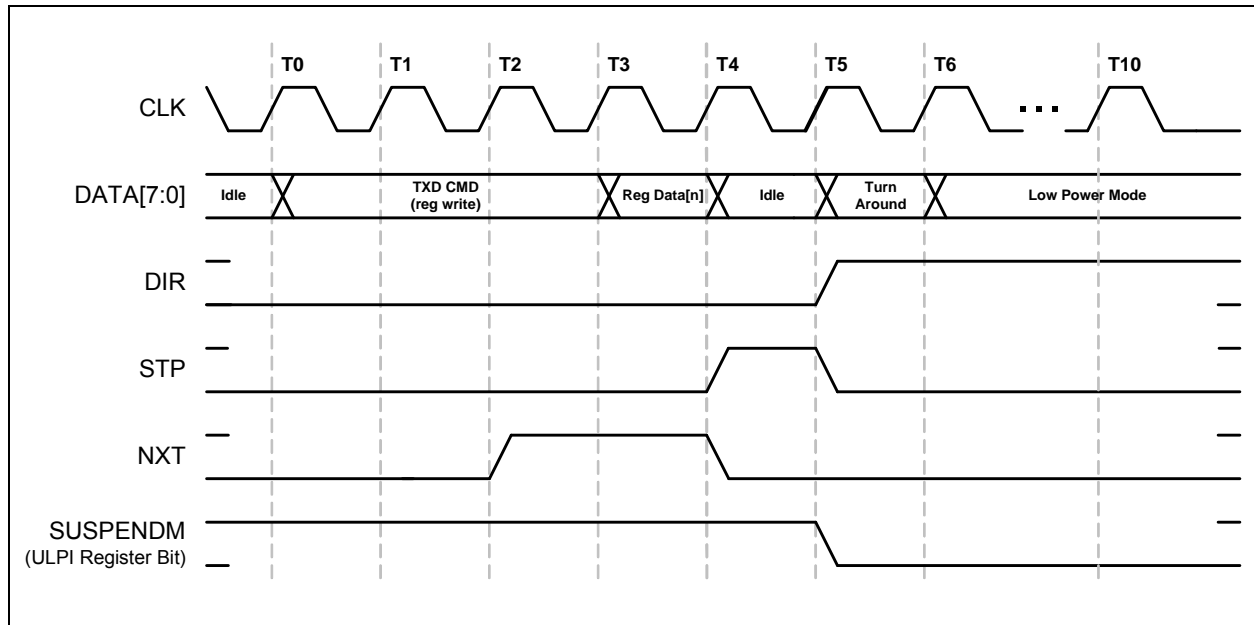 T0 T1 T2 T3 T4 T5 T6 T10
CLK
...
DATA[7:0] Idle TXD CMD (reg write) Reg Data[n] Idle Turn Around Low Power Mode
DIR
STP
NXT
SUSPENDM
(ULPI Register Bit)